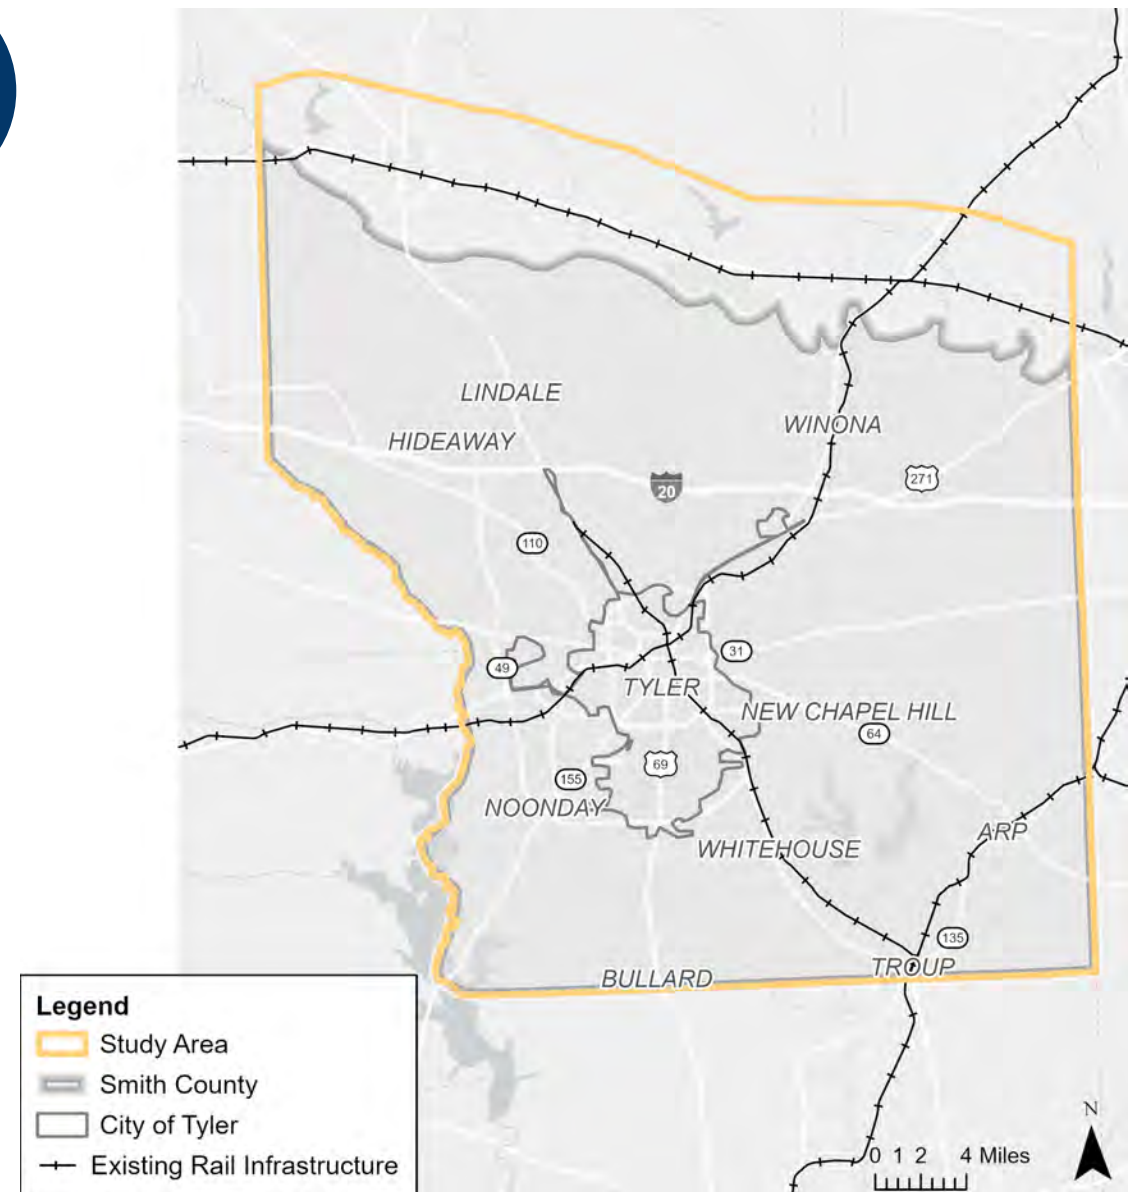 LINDALE
WINONA
HIDEAWAY
271
20
110
31
49
TYLER
NEW CHAPEL HILL
64
69
155
NOONDAY
ARP
WHITEHOUSE
135
TROUP
BULLARD
Legend
Study Area
Smith County
City of Tyler
Existing Rail Infrastructure
N
0 1 2 4 Miles